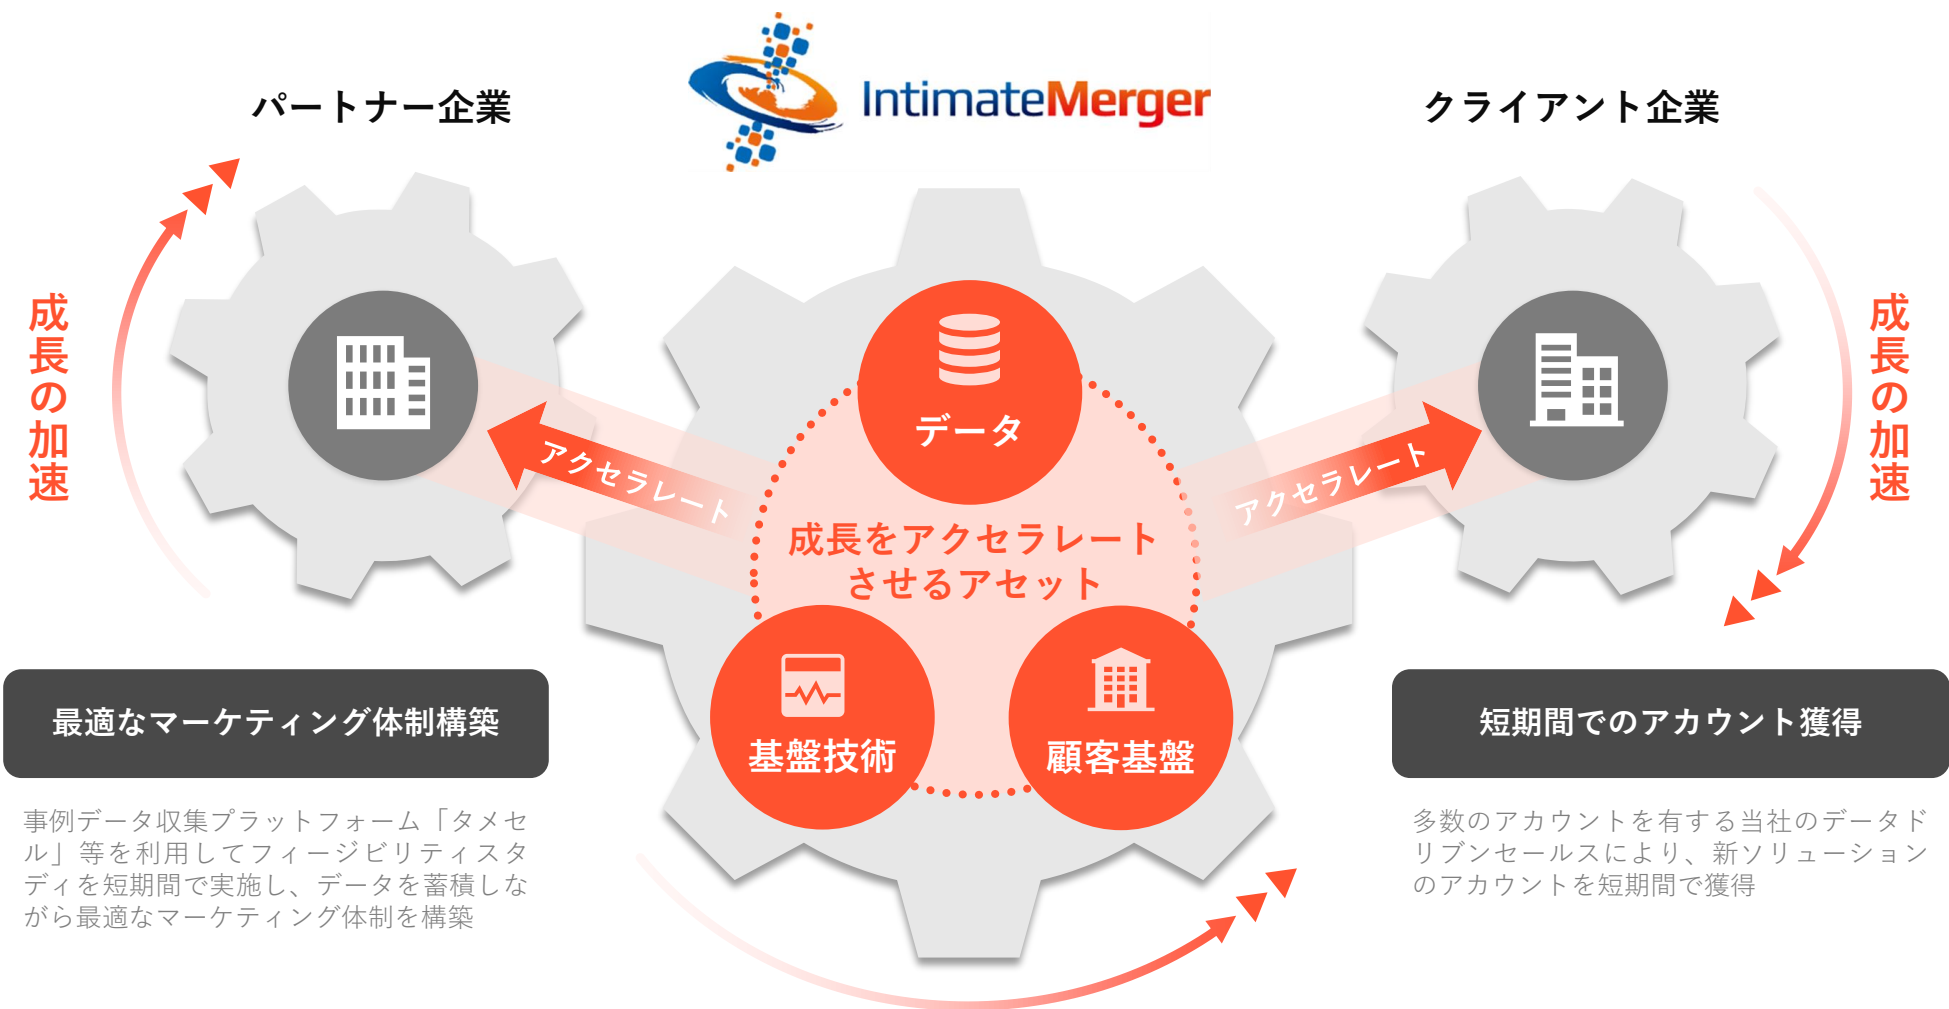 IntimateMerger
パートナー企業
クライアント企業
成長の加速
アクセラレート
データ
成長をアクセラレート
させるアセット
基盤技術
顧客基盤
アクセラレート
成長の加速
最適なマーケティング体制構築
事例データ収集プラットフォーム「タメセ
ル」等を利用してフィージビリティスタ
ディを短期間で実施し、データを蓄積しな
がら最適なマーケティング体制を構築
短期間でのアカウント獲得
多数のアカウントを有する当社のデータド
リブンセールスにより、新ソリューション
のアカウントを短期間で獲得